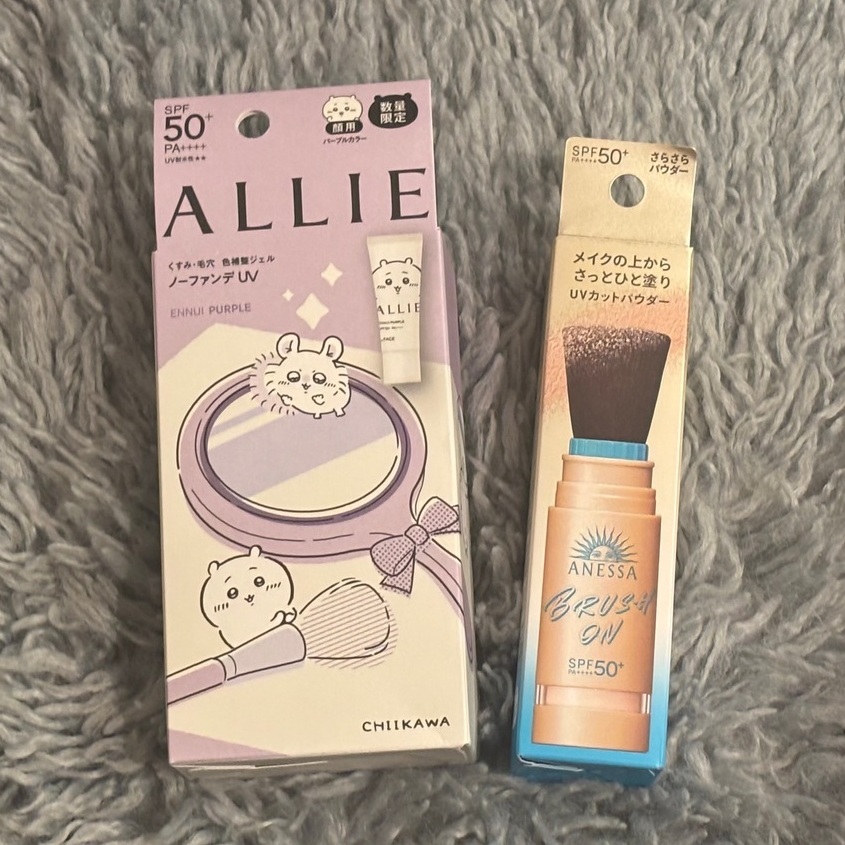 SPF
50+
PA++++
UV耐水性★★
顔用
パープルカラー
数量
限定
ALLIE
くすみ・毛穴 色補整ジェル
ノーファンデUV
ENNUI PURPLE
ALLIE
CHIIKAWA
SPF50+
PA++++
さらさら
パウダー
メイクの上から
さっとひと塗り
UVカットパウダー
ANESSA
BRUSH
ON
SPF50+
PA++++